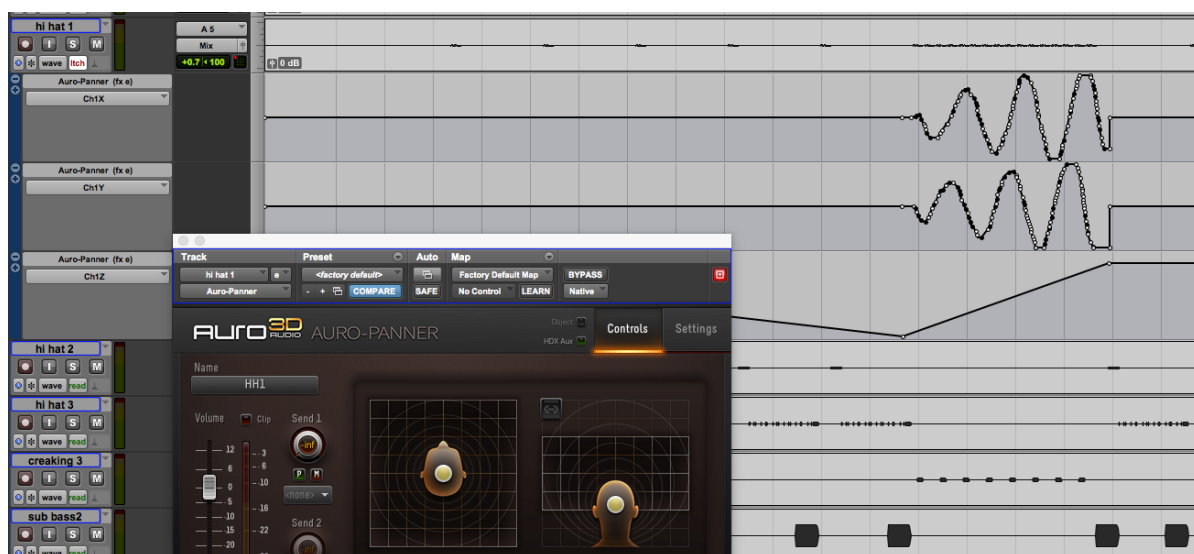 hi hat 1
I S M
wave ltch
A 5
Mix
+0.7 100
0 dB
Auro-Panner (fx e)
Ch1X
Auro-Panner (fx e)
Ch1Y
Auro-Panner (fx e)
Ch1Z
Track Preset Auto Map
hi hat 1 e <factory default> Factory Default Map BYPASS
Auro-Panner - + COMPARE SAFE No Control LEARN Native
AURO 3D AUDIO AURO-PANNER
Object
HDX Aux
Controls Settings
Name
HH1
Volume Clip Send 1
-inf
P M
<none>
Send 2
12
6
0
-5
-10
-15
-20
-3
-6
-10
-16
-22
hi hat 2
I S M
wave read
hi hat 3
I S M
wave read
creaking 3
I S M
wave read
sub bass2
I S M